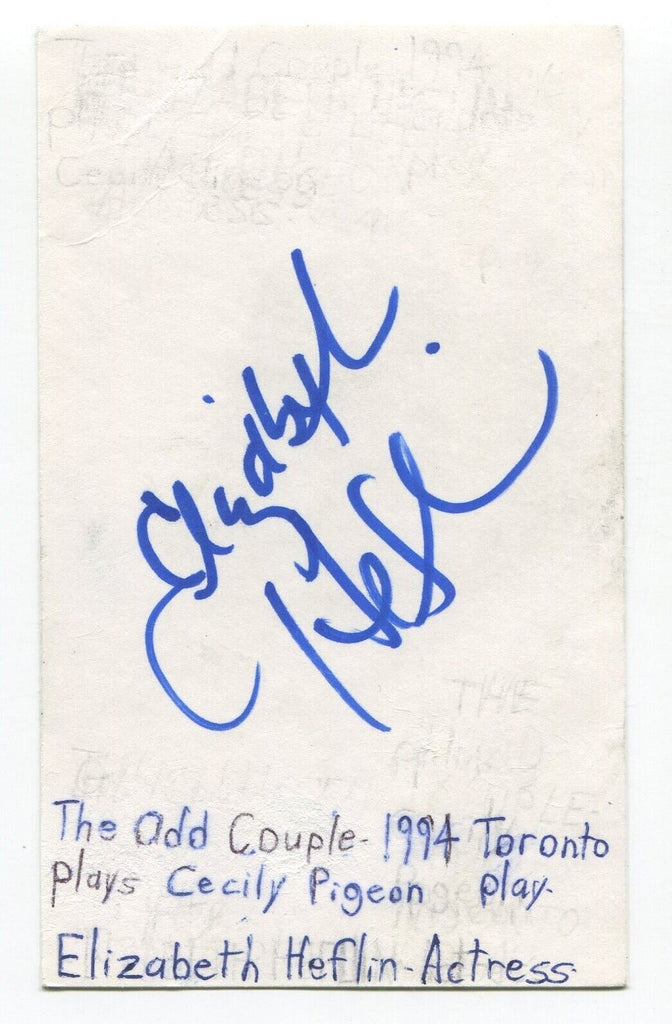 Elizabeth
Heflin
The Odd Couple- 1994 Toronto
plays Cecily Pigeon play-
Elizabeth Heflin-Actress